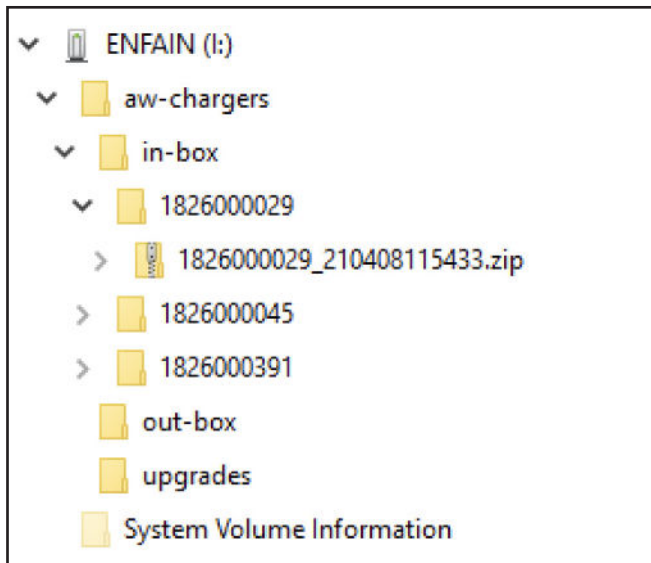 ENFAIN (I:)
aw-chargers
in-box
1826000029
1826000029_210408115433.zip
1826000045
1826000391
out-box
upgrades
System Volume Information